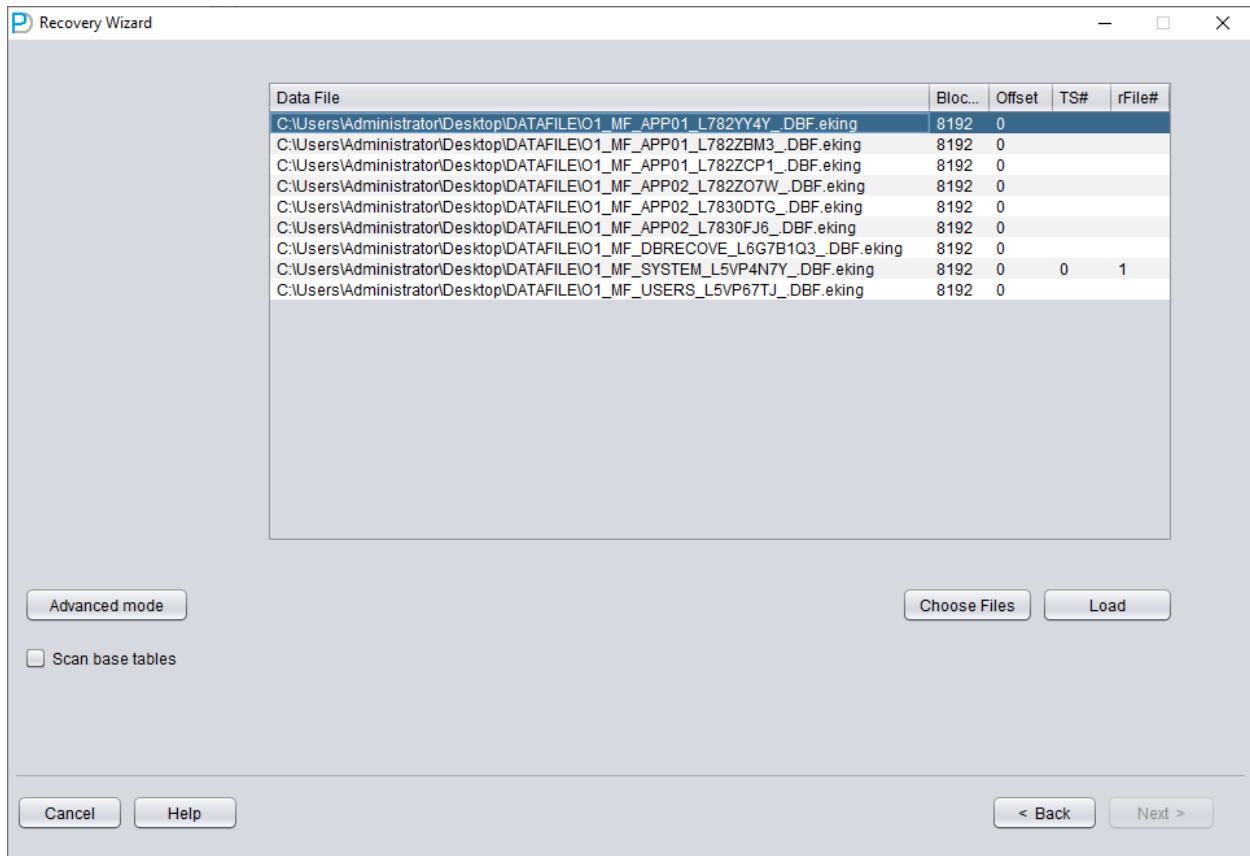 Recovery Wizard
Data File Bloc... Offset TS# rFile#
C:\Users\Administrator\Desktop\DATAFILE\O1_MF_APP01_L782YY4Y_.DBF.eking 8192 0
C:\Users\Administrator\Desktop\DATAFILE\O1_MF_APP01_L782ZBM3_.DBF.eking 8192 0
C:\Users\Administrator\Desktop\DATAFILE\O1_MF_APP01_L782ZCP1_.DBF.eking 8192 0
C:\Users\Administrator\Desktop\DATAFILE\O1_MF_APP02_L782ZO7W_.DBF.eking 8192 0
C:\Users\Administrator\Desktop\DATAFILE\O1_MF_APP02_L7830DTG_.DBF.eking 8192 0
C:\Users\Administrator\Desktop\DATAFILE\O1_MF_APP02_L7830FJ6_.DBF.eking 8192 0
C:\Users\Administrator\Desktop\DATAFILE\O1_MF_DBRECOVE_L6G7B1Q3_.DBF.eking 8192 0
C:\Users\Administrator\Desktop\DATAFILE\O1_MF_SYSTEM_L5VP4N7Y_.DBF.eking 8192 0 0 1
C:\Users\Administrator\Desktop\DATAFILE\O1_MF_USERS_L5VP67TJ_.DBF.eking 8192 0
Advanced mode Choose Files Load
Scan base tables
Cancel Help < Back Next >